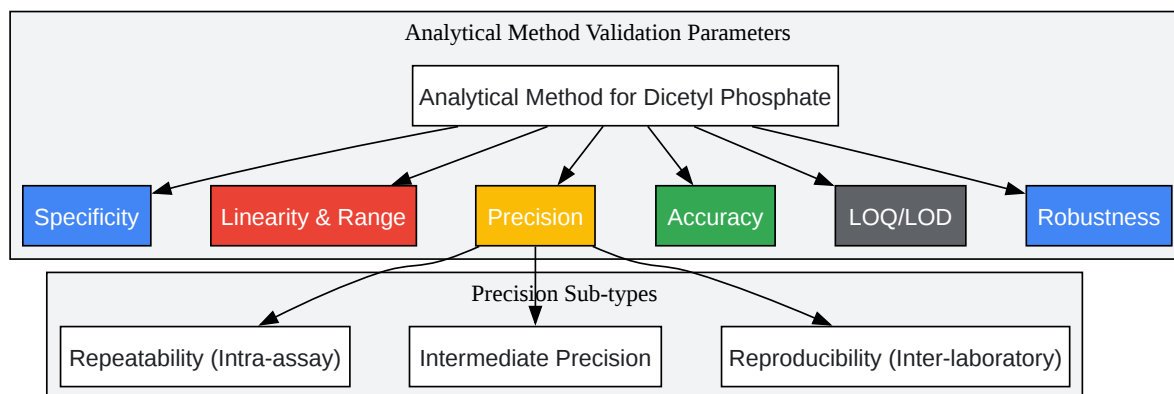 Analytical Method Validation Parameters
Analytical Method for Dicetyl Phosphate
Specificity
Linearity & Range
Precision
Accuracy
LOQ/LOD
Robustness
Precision Sub-types
Repeatability (Intra-assay)
Intermediate Precision
Reproducibility (Inter-laboratory)